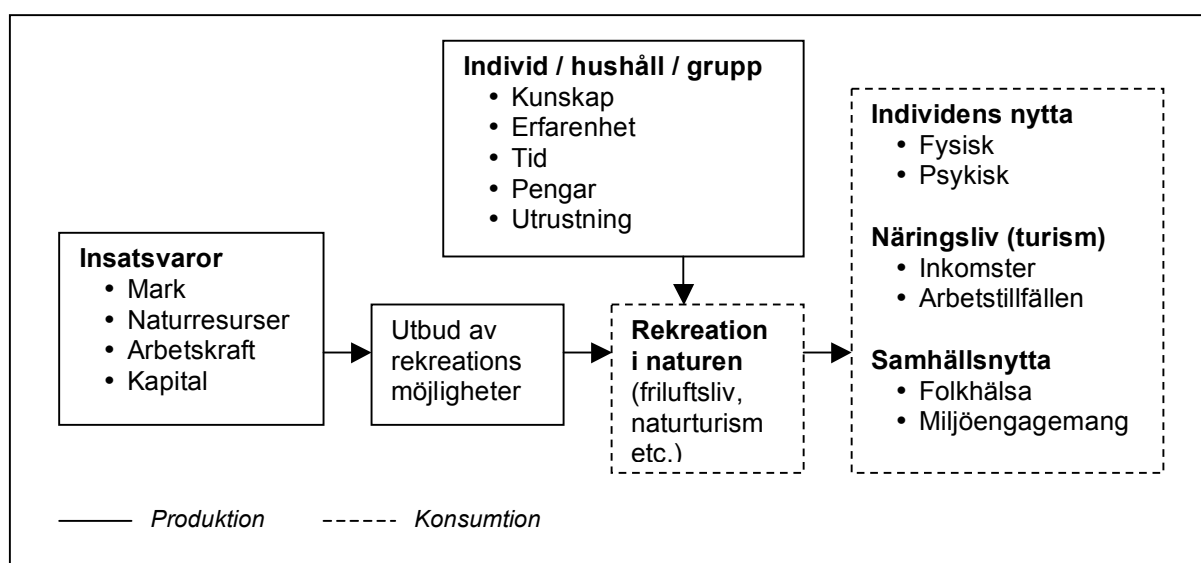 Individ / hushåll / grupp
• Kunskap
• Erfarenhet
• Tid
• Pengar
• Utrustning
Insatsvaror
• Mark
• Naturresurser
• Arbetskraft
• Kapital
Utbud av
rekreations
möjligheter
Rekreation
i naturen
(friluftsliv,
naturturism
etc.)
Individens nytta
• Fysisk
• Psykisk
Näringsliv (turism)
• Inkomster
• Arbetstillfällen
Samhällsnytta
• Folkhälsa
• Miljöengagemang
Produktion
Konsumtion